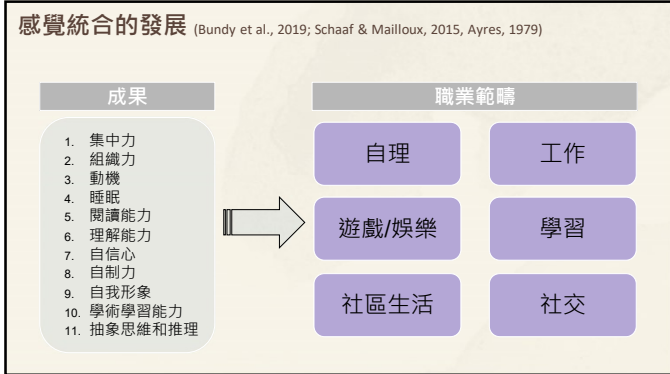 感覺統合的發展 (Bundy et al., 2019; Schaaf & Mailloux, 2015, Ayres, 1979)
成果
1. 集中力
2. 組織力
3. 動機
4. 睡眠
5. 閱讀能力
6. 理解能力
7. 自信心
8. 自制力
9. 自我形象
10. 學術學習能力
11. 抽象思維和推理
職業範疇
自理
工作
遊戲/娛樂
學習
社區生活
社交